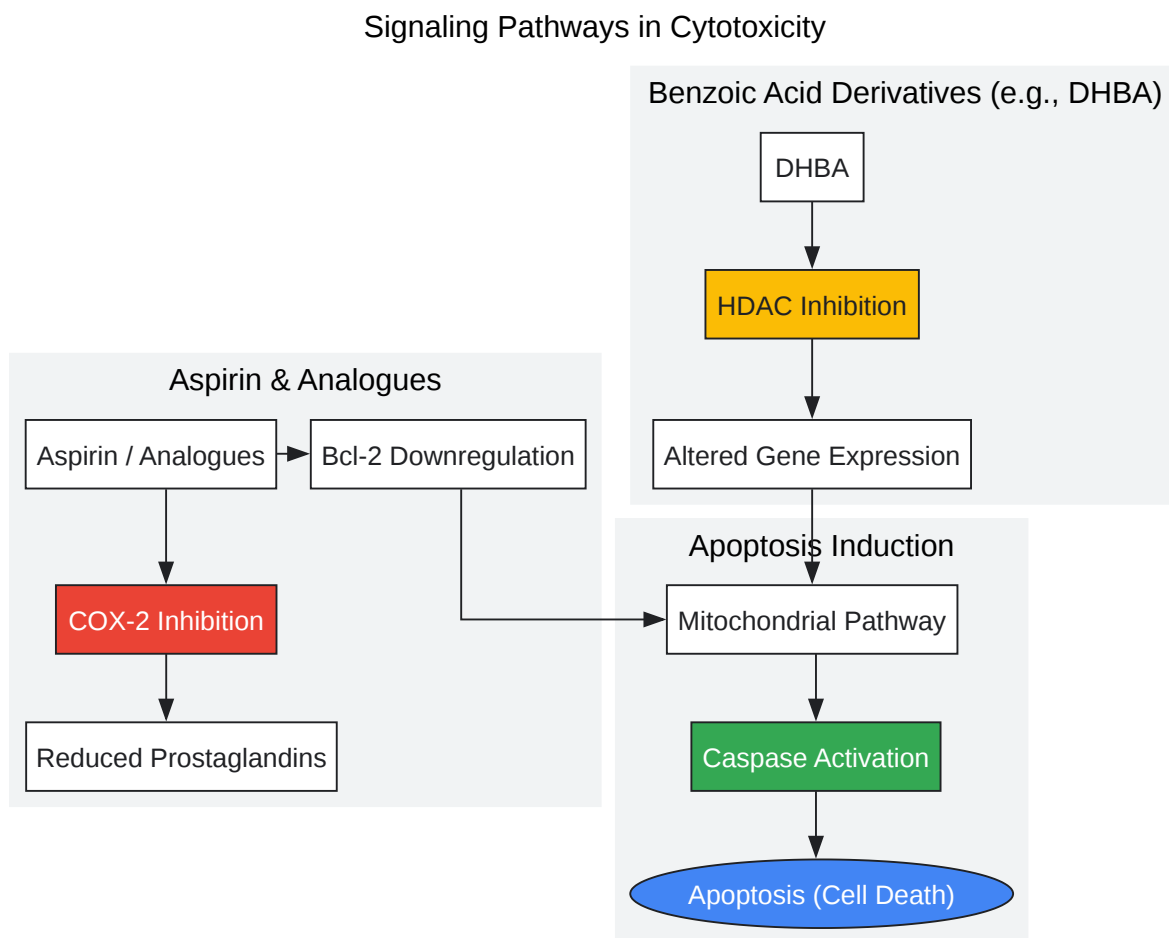 Signaling Pathways in Cytotoxicity
Benzoic Acid Derivatives (e.g., DHBA)
DHBA
HDAC Inhibition
Altered Gene Expression
Aspirin & Analogues
Aspirin / Analogues
Bcl-2 Downregulation
COX-2 Inhibition
Reduced Prostaglandins
Apoptosis Induction
Mitochondrial Pathway
Caspase Activation
Apoptosis (Cell Death)